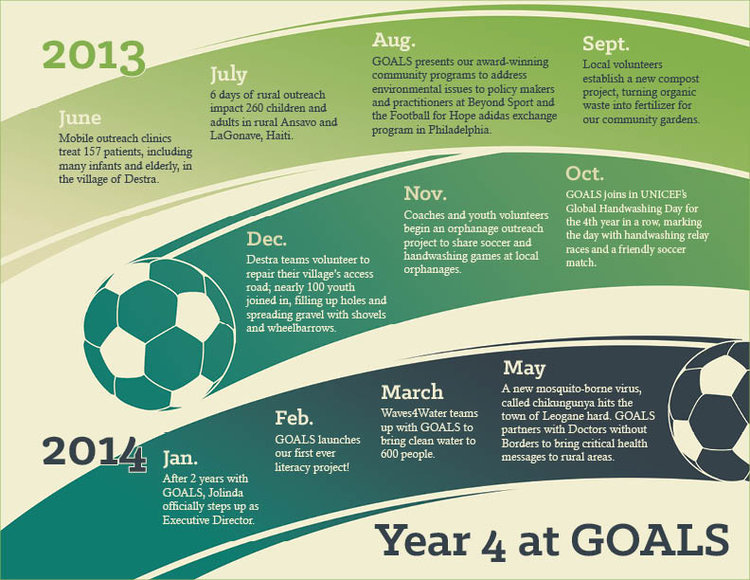 2013
June
Mobile outreach clinics
treat 157 patients, including
many infants and elderly, in
the village of Destra.
July
6 days of rural outreach
impact 260 children and
adults in rural Ansavo and
LaGonave, Haiti.
Aug.
GOALS presents our award-winning
community programs to address
environmental issues to policy makers
and practitioners at Beyond Sport and
the Football for Hope adidas exchange
program in Philadelphia.
Sept.
Local volunteers
establish a new compost
project, turning organic
waste into fertilizer for
our community gardens.
Oct.
GOALS joins in UNICEF's
Global Handwashing Day for
the 4th year in a row, marking
the day with handwashing relay
races and a friendly soccer
match.
Nov.
Coaches and youth volunteers
begin an orphanage outreach
project to share soccer and
handwashing games at local
orphanages.
Dec.
Destra teams volunteer to
repair their village's access
road; nearly 100 youth
joined in, filling up holes and
spreading gravel with shovels
and wheelbarrows.
2014
Jan.
After 2 years with
GOALS, Jolinda
officially steps up as
Executive Director.
Feb.
GOALS launches
our first ever
literacy project!
March
Waves4Water teams
up with GOALS to
bring clean water to
600 people.
May
A new mosquito-borne virus,
called chikungunya hits the
town of Leogane hard. GOALS
partners with Doctors without
Borders to bring critical health
messages to rural areas.
Year 4 at GOALS